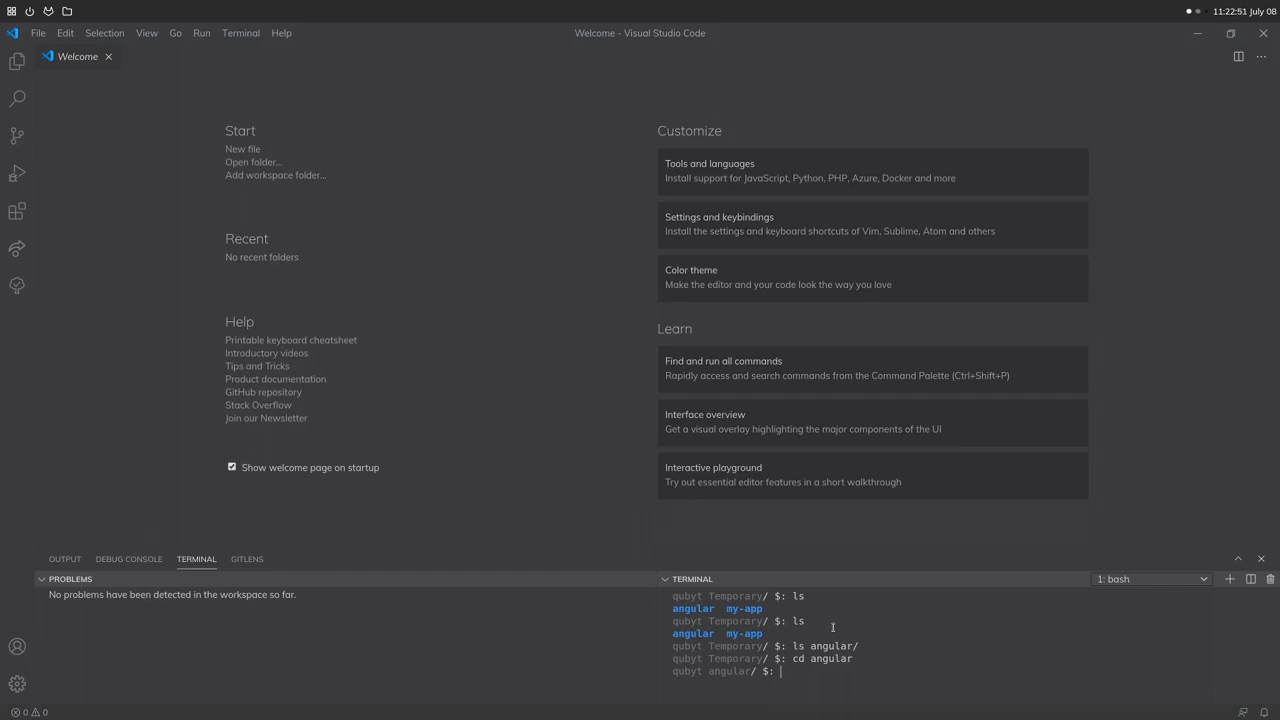 11:22:51 July 08
File Edit Selection View Go Run Terminal Help
Welcome - Visual Studio Code
Welcome
Start
New file
Open folder...
Add workspace folder...
Recent
No recent folders
Help
Printable keyboard cheatsheet
Introductory videos
Tips and Tricks
Product documentation
GitHub repository
Stack Overflow
Join our Newsletter
Show welcome page on startup
Customize
Tools and languages
Install support for JavaScript, Python, PHP, Azure, Docker and more
Settings and keybindings
Install the settings and keyboard shortcuts of Vim, Sublime, Atom and others
Color theme
Make the editor and your code look the way you love
Learn
Find and run all commands
Rapidly access and search commands from the Command Palette (Ctrl+Shift+P)
Interface overview
Get a visual overlay highlighting the major components of the UI
Interactive playground
Try out essential editor features in a short walkthrough
OUTPUT DEBUG CONSOLE TERMINAL GITLENS
PROBLEMS
No problems have been detected in the workspace so far.
TERMINAL
1: bash
qubyt Temporary/ $: ls
angular my-app
qubyt Temporary/ $: ls
angular my-app
qubyt Temporary/ $: ls angular/
qubyt Temporary/ $: cd angular
qubyt angular/ $:
0 0